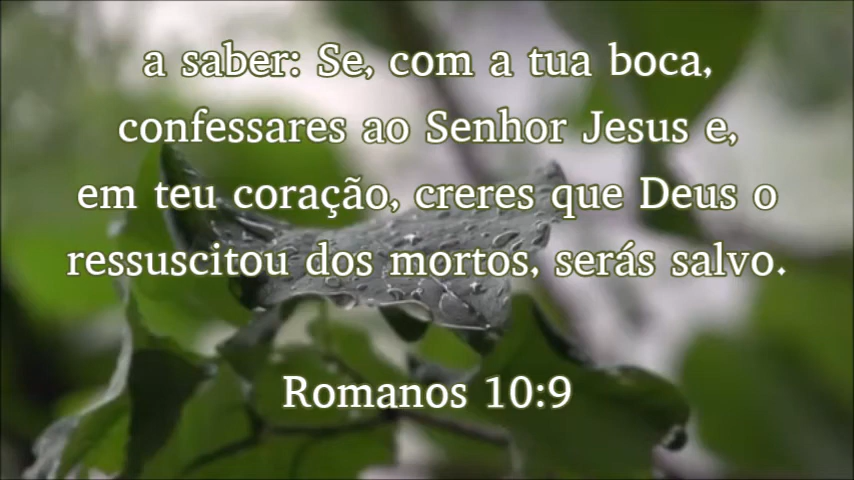 a saber: Se, com a tua boca,
confessares ao Senhor Jesus e,
em teu coração, creres que Deus o
ressuscitou dos mortos, serás salvo.
Romanos 10:9